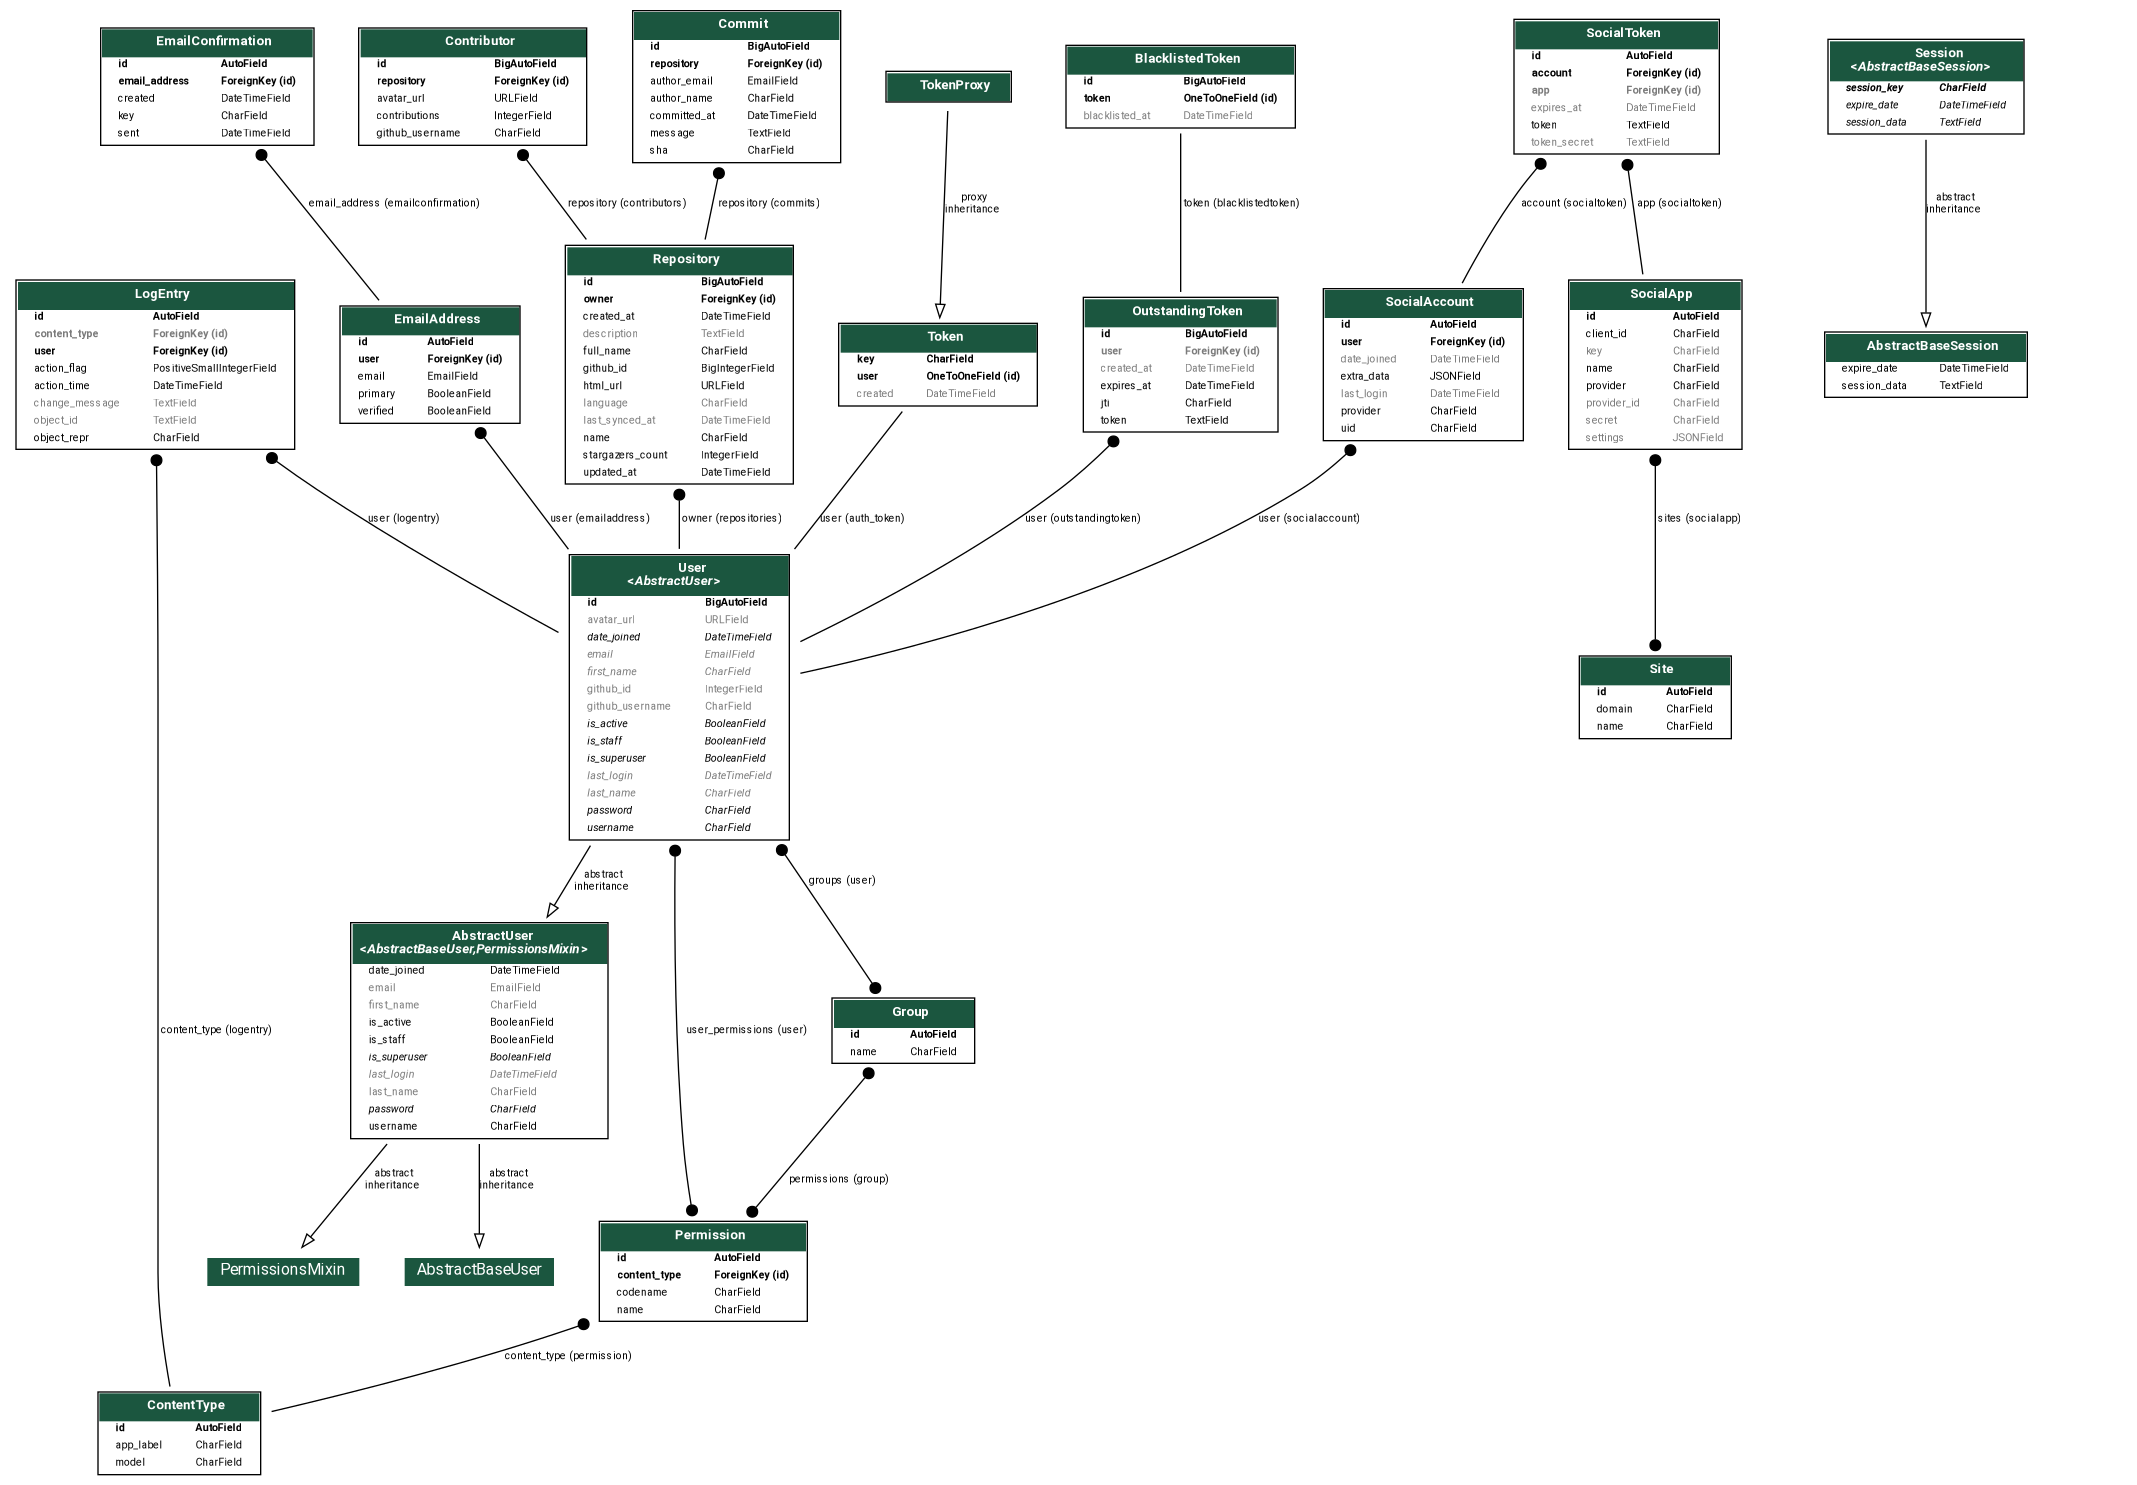 EmailConfirmation
id AutoField
email_address ForeignKey (id)
created DateTimeField
key CharField
sent DateTimeField
Contributor
id BigAutoField
repository ForeignKey (id)
avatar_url URLField
contributions IntegerField
github_username CharField
Commit
id BigAutoField
repository ForeignKey (id)
author_email EmailField
author_name CharField
committed_at DateTimeField
message TextField
sha CharField
TokenProxy
BlacklistedToken
id BigAutoField
token OneToOneField (id)
blacklisted_at DateTimeField
SocialToken
id AutoField
account ForeignKey (id)
app ForeignKey (id)
expires_at DateTimeField
token TextField
token_secret TextField
Session
<AbstractBaseSession>
session_key CharField
expire_date DateTimeField
session_data TextField
email_address (emailconfirmation)
repository (contributors)
repository (commits)
proxy
inheritance
token (blacklistedtoken)
account (socialtoken)
app (socialtoken)
abstract
inheritance
LogEntry
id AutoField
content_type ForeignKey (id)
user ForeignKey (id)
action_flag PositiveSmallIntegerField
action_time DateTimeField
change_message TextField
object_id TextField
object_repr CharField
EmailAddress
id AutoField
user ForeignKey (id)
email EmailField
primary BooleanField
verified BooleanField
Repository
id BigAutoField
owner ForeignKey (id)
created_at DateTimeField
description TextField
full_name CharField
github_id BigIntegerField
html_url URLField
language CharField
last_synced_at DateTimeField
name CharField
stargazers_count IntegerField
updated_at DateTimeField
Token
key CharField
user OneToOneField (id)
created DateTimeField
OutstandingToken
id BigAutoField
user ForeignKey (id)
created_at DateTimeField
expires_at DateTimeField
jti CharField
token TextField
SocialAccount
id AutoField
user ForeignKey (id)
date_joined DateTimeField
extra_data JSONField
last_login DateTimeField
provider CharField
uid CharField
SocialApp
id AutoField
client_id CharField
key CharField
name CharField
provider CharField
provider_id CharField
secret CharField
settings JSONField
AbstractBaseSession
expire_date DateTimeField
session_data TextField
user (logentry)
user (emailaddress)
owner (repositories)
user (auth_token)
user (outstandingtoken)
user (socialaccount)
sites (socialapp)
User
<AbstractUser>
id BigAutoField
avatar_url URLField
date_joined DateTimeField
email EmailField
first_name CharField
github_id IntegerField
github_username CharField
is_active BooleanField
is_staff BooleanField
is_superuser BooleanField
last_login DateTimeField
last_name CharField
password CharField
username CharField
Site
id AutoField
domain CharField
name CharField
abstract
inheritance
groups (user)
AbstractUser
<AbstractBaseUser,PermissionsMixin>
date_joined DateTimeField
email EmailField
first_name CharField
is_active BooleanField
is_staff BooleanField
is_superuser BooleanField
last_login DateTimeField
last_name CharField
password CharField
username CharField
content_type (logentry)
user_permissions (user)
Group
id AutoField
name CharField
abstract
inheritance
abstract
inheritance
permissions (group)
PermissionsMixin
AbstractBaseUser
Permission
id AutoField
content_type ForeignKey (id)
codename CharField
name CharField
content_type (permission)
ContentType
id AutoField
app_label CharField
model CharField